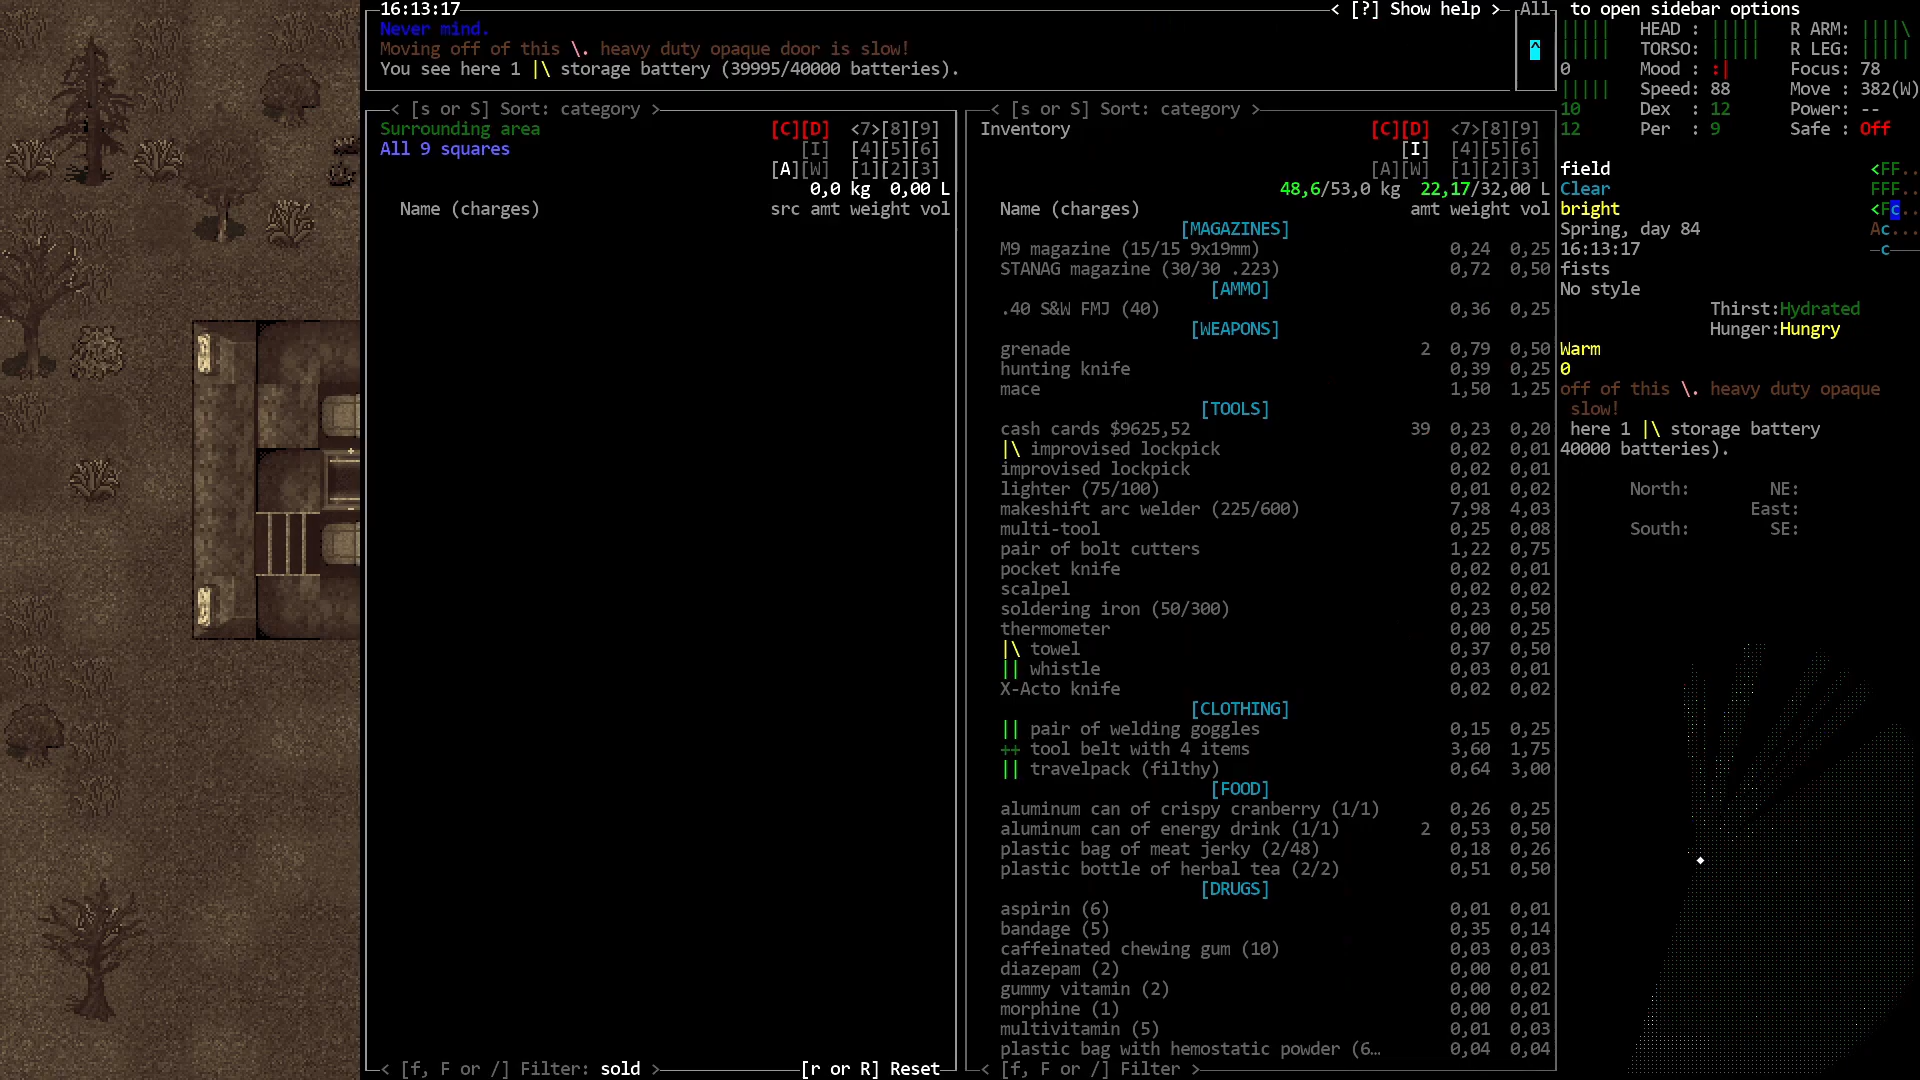 16:13:17 < [?] Show help > All to open sidebar options
Never mind.
Moving off of this \. heavy duty opaque door is slow!
You see here 1 |\ storage battery (39995/40000 batteries).
^
||||| HEAD : ||||| R ARM: ||||\
||||| TORSO: ||||| R LEG: |||||
0 Mood : :| Focus: 78
||||| Speed: 88 Move : 382(W)
10 Dex : 12 Power: --
12 Per : 9 Safe : Off
< [s or S] Sort: category >
Surrounding area [C][D] <7>[8][9]
All 9 squares [I] [4][5][6]
[A][W] [1][2][3]
0,0 kg 0,00 L
Name (charges) src amt weight vol
< [f, F or /] Filter: sold > [r or R] Reset
< [s or S] Sort: category >
Inventory [C][D] <7>[8][9]
[I] [4][5][6]
[A][W] [1][2][3]
48,6/53,0 kg 22,17/32,00 L
Name (charges) amt weight vol
[MAGAZINES]
M9 magazine (15/15 9x19mm) 0,24 0,25
STANAG magazine (30/30 .223) 0,72 0,50
[AMMO]
.40 S&W FMJ (40) 0,36 0,25
[WEAPONS]
grenade 2 0,79 0,50
hunting knife 0,39 0,25
mace 1,50 1,25
[TOOLS]
cash cards $9625,52 39 0,23 0,20
|\ improvised lockpick 0,02 0,01
improvised lockpick 0,02 0,01
lighter (75/100) 0,01 0,02
makeshift arc welder (225/600) 7,98 4,03
multi-tool 0,25 0,08
pair of bolt cutters 1,22 0,75
pocket knife 0,02 0,01
scalpel 0,02 0,02
soldering iron (50/300) 0,23 0,50
thermometer 0,00 0,25
|\ towel 0,37 0,50
|| whistle 0,03 0,01
X-Acto knife 0,02 0,02
[CLOTHING]
|| pair of welding goggles 0,15 0,25
++ tool belt with 4 items 3,60 1,75
|| travelpack (filthy) 0,64 3,00
[FOOD]
aluminum can of crispy cranberry (1/1) 0,26 0,25
aluminum can of energy drink (1/1) 2 0,53 0,50
plastic bag of meat jerky (2/48) 0,18 0,26
plastic bottle of herbal tea (2/2) 0,51 0,50
[DRUGS]
aspirin (6) 0,01 0,01
bandage (5) 0,35 0,14
caffeinated chewing gum (10) 0,03 0,03
diazepam (2) 0,00 0,01
gummy vitamin (2) 0,00 0,02
morphine (1) 0,00 0,01
multivitamin (5) 0,01 0,03
plastic bag with hemostatic powder (6… 0,04 0,04
< [f, F or /] Filter >
field <FF..
Clear FFF..
bright <Fc..
Spring, day 84 Ac...
16:13:17 —c——
fists
No style
Thirst:Hydrated
Hunger:Hungry
Warm
0
off of this \. heavy duty opaque
slow!
here 1 |\ storage battery
40000 batteries).
North: NE:
East:
South: SE: